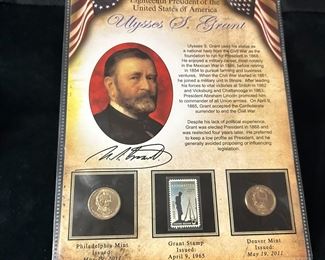 Eighteenth President of the
United States of America
Ulysses S. Grant
Ulysses S. Grant used his status as
a national hero from the Civil War as the
foundation to run for President in 1868.
He enjoyed a military career, most notably
in the Mexican War in 1846, before retiring
in 1854 to pursue farming and business
ventures. When the Civil War started in 1861,
he joined a military unit in Illinois. After leading
his forces to vital victories at Shiloh in 1862
and Vicksburg and Chattanooga in 1863,
President Abraham Lincoln promoted him
to commander of all Union armies. On April 9,
1865, Grant accepted the Confederate
surrender to end the Civil War.
Despite his lack of political experience,
Grant was elected President in 1868 and
was reelected four years later. He preferred
to keep a low profile as President, and he
generally avoided proposing or influencing
legislation.
Philadelphia Mint
Issued:
May 19, 2011
Grant Stamp
Issued:
April 9, 1965
Denver Mint
Issued:
May 19, 2011